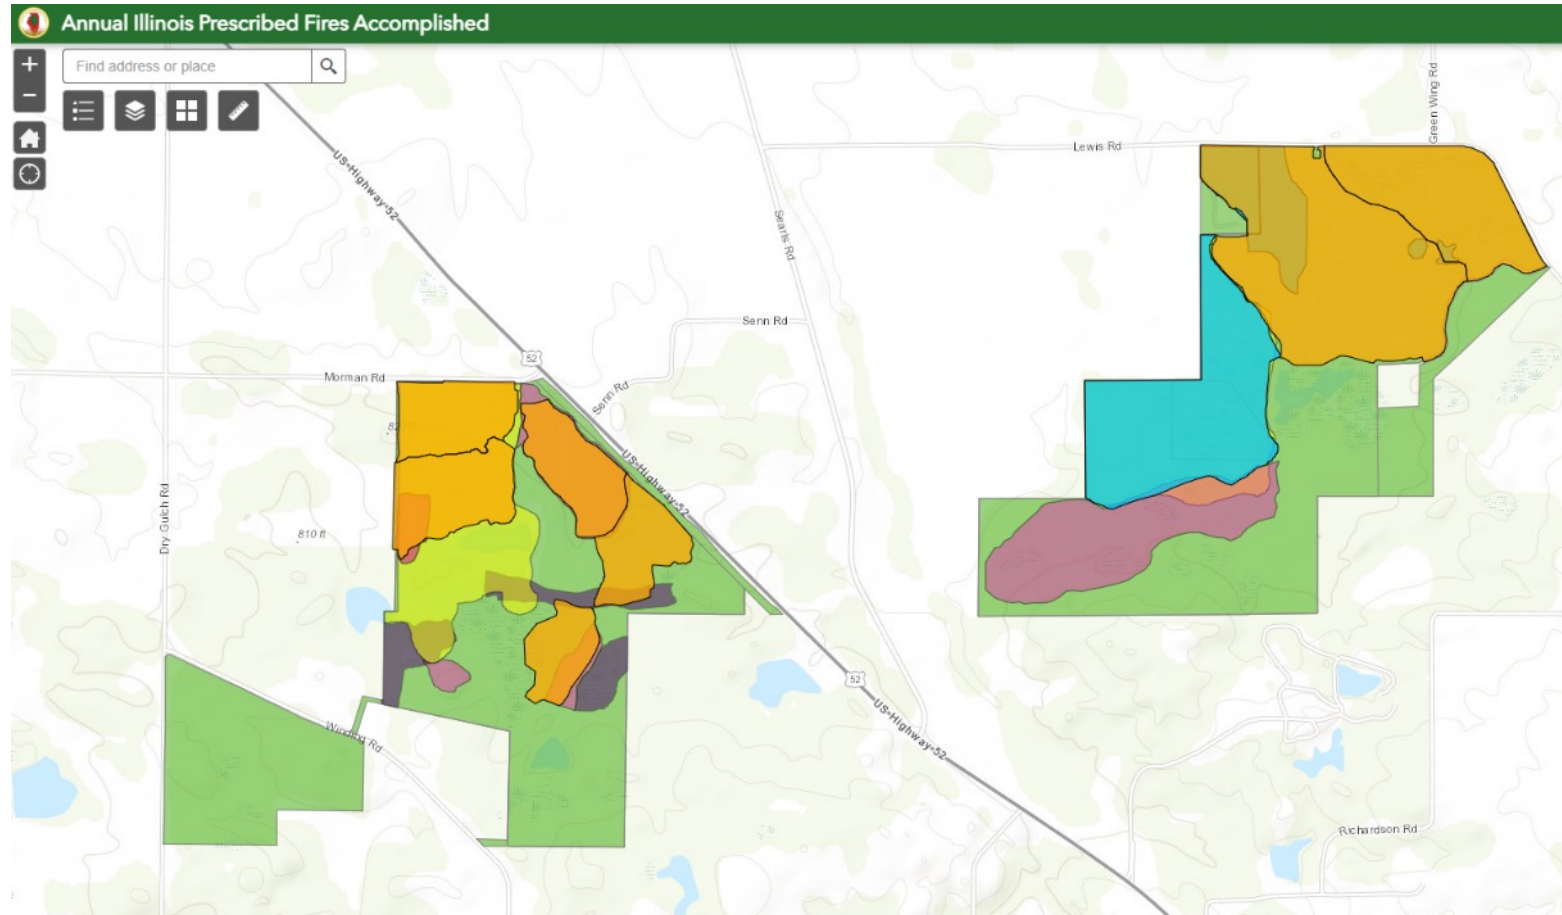 Annual Illinois Prescribed Fires Accomplished
+
Find address or place
−
Green Wing Rd
Lewis Rd
US-Highway-52
Searls Rd
Senn Rd
52
Morman Rd
Senn Rd
US-Highway-52
Dry Gulch Rd
810 ft
52
US-Highway-52
Winding Rd
Richardson Rd